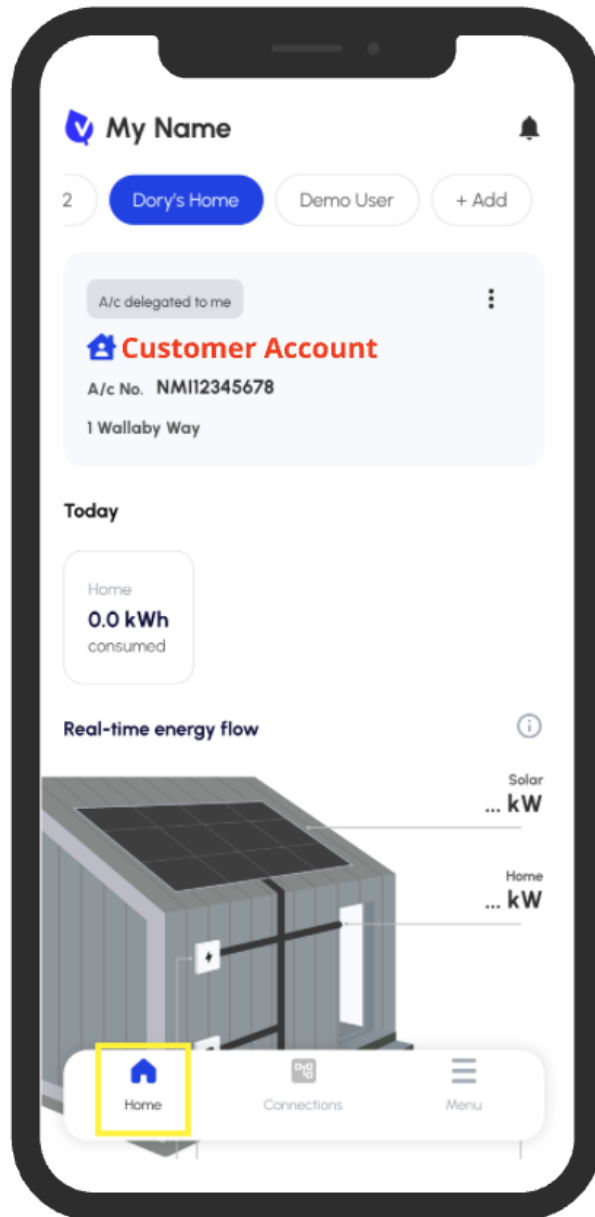 My Name
2 Dory's Home Demo User + Add
A/c delegated to me
Customer Account
A/c No. NMI12345678
1 Wallaby Way
Today
Home
0.0 kWh
consumed
Real-time energy flow
Solar
... kW
Home
... kW
Home Connections Menu